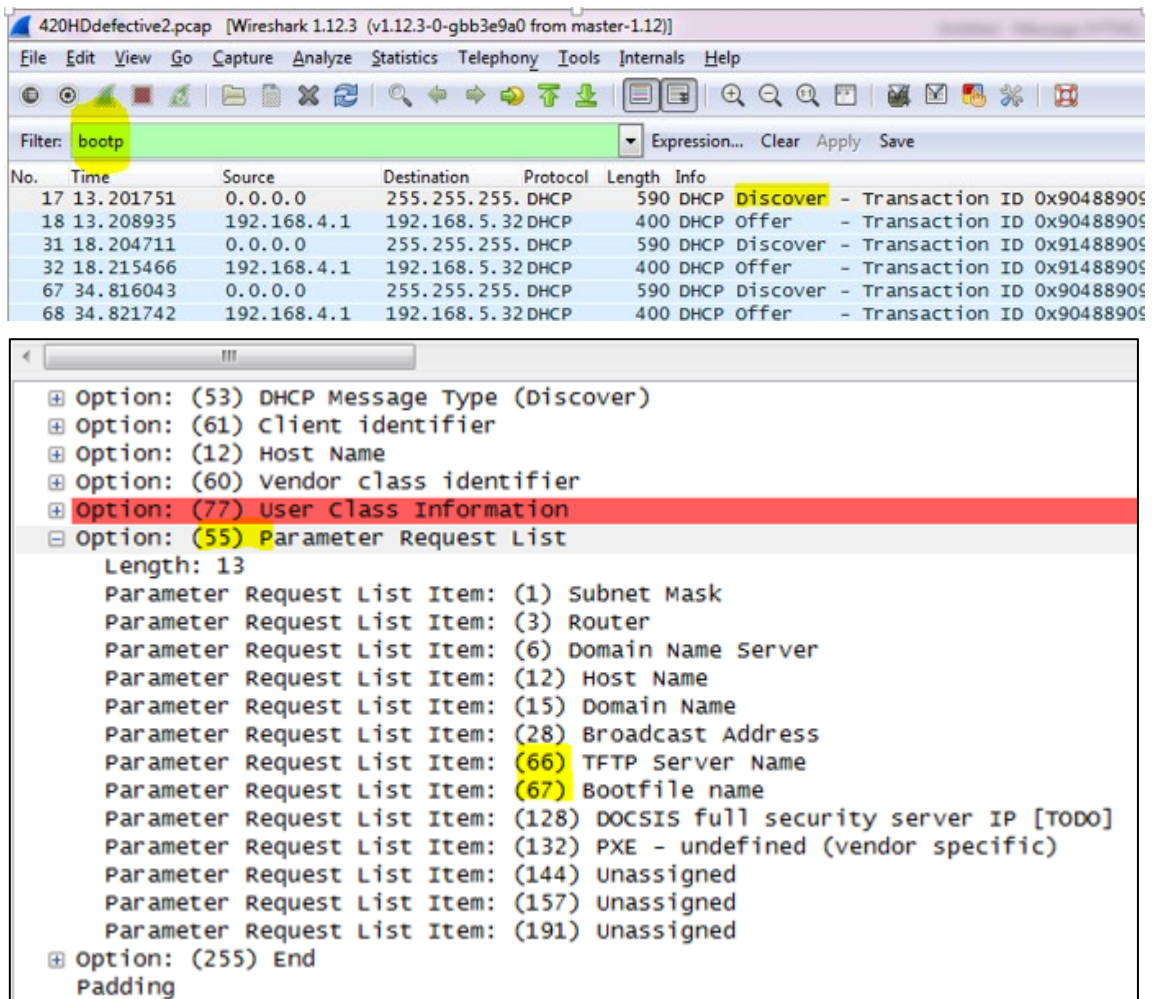 420HDdefective2.pcap [Wireshark 1.12.3 (v1.12.3-0-gbb3e9a0 from master-1.12)]
File Edit View Go Capture Analyze Statistics Telephony Tools Internals Help
Filter: bootp Expression... Clear Apply Save
No. Time Source Destination Protocol Length Info
17 13.201751 0.0.0.0 255.255.255. DHCP 590 DHCP Discover - Transaction ID 0x90488909
18 13.208935 192.168.4.1 192.168.5.32 DHCP 400 DHCP Offer - Transaction ID 0x90488909
31 18.204711 0.0.0.0 255.255.255. DHCP 590 DHCP Discover - Transaction ID 0x91488909
32 18.215466 192.168.4.1 192.168.5.32 DHCP 400 DHCP Offer - Transaction ID 0x91488909
67 34.816043 0.0.0.0 255.255.255. DHCP 590 DHCP Discover - Transaction ID 0x90488909
68 34.821742 192.168.4.1 192.168.5.32 DHCP 400 DHCP Offer - Transaction ID 0x90488909
Option: (53) DHCP Message Type (Discover)
Option: (61) Client identifier
Option: (12) Host Name
Option: (60) Vendor class identifier
Option: (77) User Class Information
Option: (55) Parameter Request List
Length: 13
Parameter Request List Item: (1) Subnet Mask
Parameter Request List Item: (3) Router
Parameter Request List Item: (6) Domain Name Server
Parameter Request List Item: (12) Host Name
Parameter Request List Item: (15) Domain Name
Parameter Request List Item: (28) Broadcast Address
Parameter Request List Item: (66) TFTP Server Name
Parameter Request List Item: (67) Bootfile name
Parameter Request List Item: (128) DOCSIS full security server IP [TODO]
Parameter Request List Item: (132) PXE - undefined (vendor specific)
Parameter Request List Item: (144) Unassigned
Parameter Request List Item: (157) Unassigned
Parameter Request List Item: (191) Unassigned
Option: (255) End
Padding